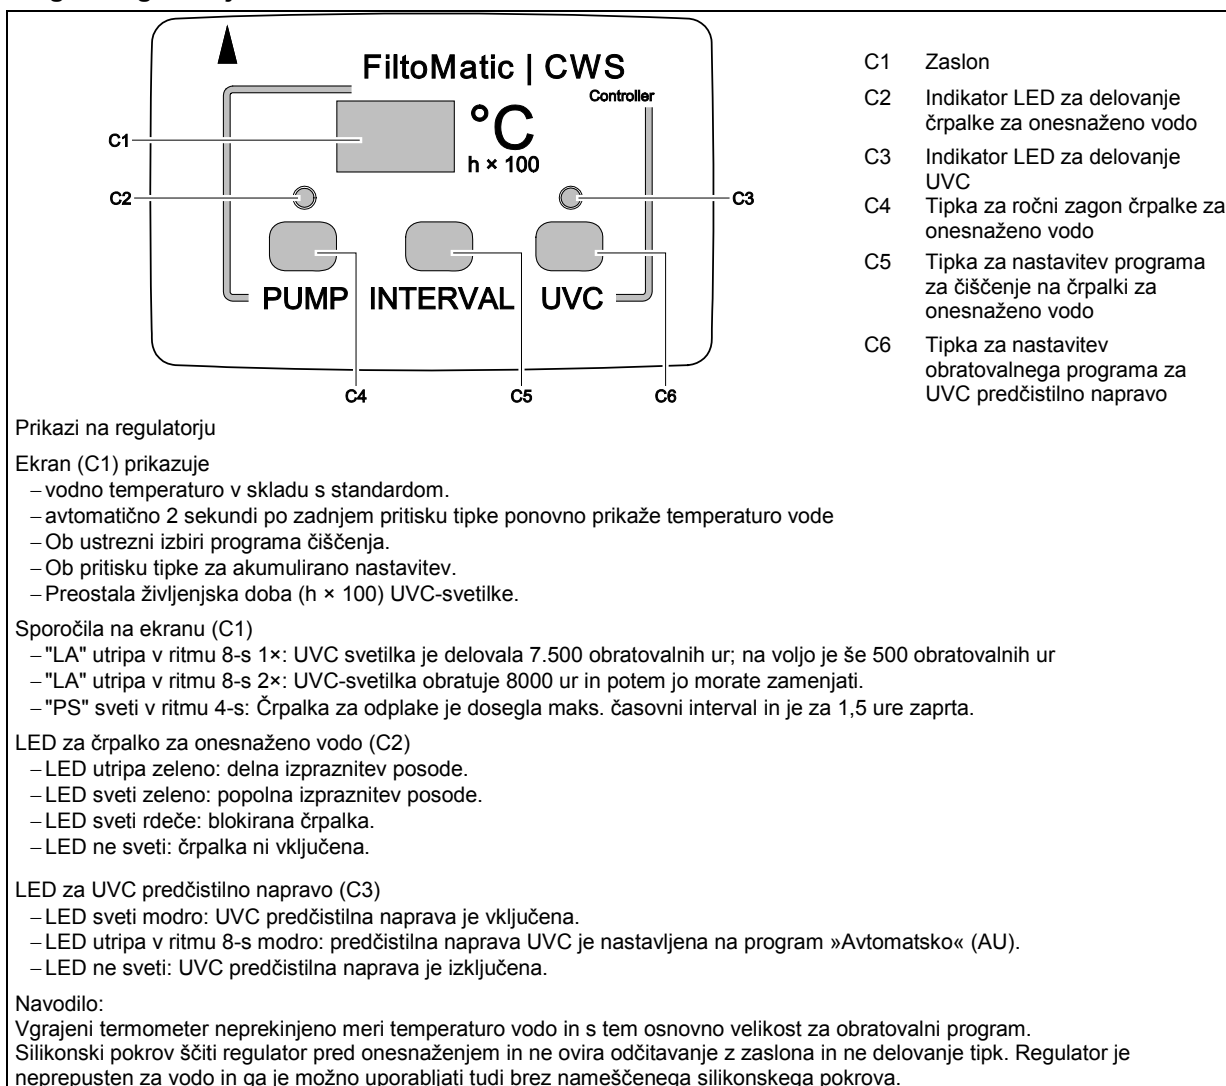 FiltoMatic | CWS
Controller
°C
h × 100
C1
C2
C3
PUMP INTERVAL UVC
C4
C5
C6
C1 Zaslon
C2 Indikator LED za delovanje
črpalke za onesnaženo vodo
C3 Indikator LED za delovanje
UVC
C4 Tipka za ročni zagon črpalke za
onesnaženo vodo
C5 Tipka za nastavitev programa
za čiščenje na črpalki za
onesnaženo vodo
C6 Tipka za nastavitev
obratovalnega programa za
UVC predčistilno napravo
Prikazi na regulatorju
Ekran (C1) prikazuje
– vodno temperaturo v skladu s standardom.
– avtomatično 2 sekundi po zadnjem pritisku tipke ponovno prikaže temperaturo vode
– Ob ustrezni izbiri programa čiščenja.
– Ob pritisku tipke za akumulirano nastavitev.
– Preostala življenjska doba (h × 100) UVC-svetilke.
Sporočila na ekranu (C1)
– "LA" utripa v ritmu 8-s 1×: UVC svetilka je delovala 7.500 obratovalnih ur; na voljo je še 500 obratovalnih ur
– "LA" utripa v ritmu 8-s 2×: UVC-svetilka obratuje 8000 ur in potem jo morate zamenjati.
– "PS" sveti v ritmu 4-s: Črpalka za odplake je dosegla maks. časovni interval in je za 1,5 ure zaprta.
LED za črpalko za onesnaženo vodo (C2)
– LED utripa zeleno: delna izpraznitev posode.
– LED sveti zeleno: popolna izpraznitev posode.
– LED sveti rdeče: blokirana črpalka.
– LED ne sveti: črpalka ni vključena.
LED za UVC predčistilno napravo (C3)
– LED sveti modro: UVC predčistilna naprava je vključena.
– LED utripa v ritmu 8-s modro: predčistilna naprava UVC je nastavljena na program »Avtomatsko« (AU).
– LED ne sveti: UVC predčistilna naprava je izključena.
Navodilo:
Vgrajeni termometer neprekinjeno meri temperaturo vodo in s tem osnovno velikost za obratovalni program.
Silikonski pokrov ščiti regulator pred onesnaženjem in ne ovira odčitavanje z zaslona in ne delovanje tipk. Regulator je
neprepusten za vodo in ga je možno uporabljati tudi brez nameščenega silikonskega pokrova.